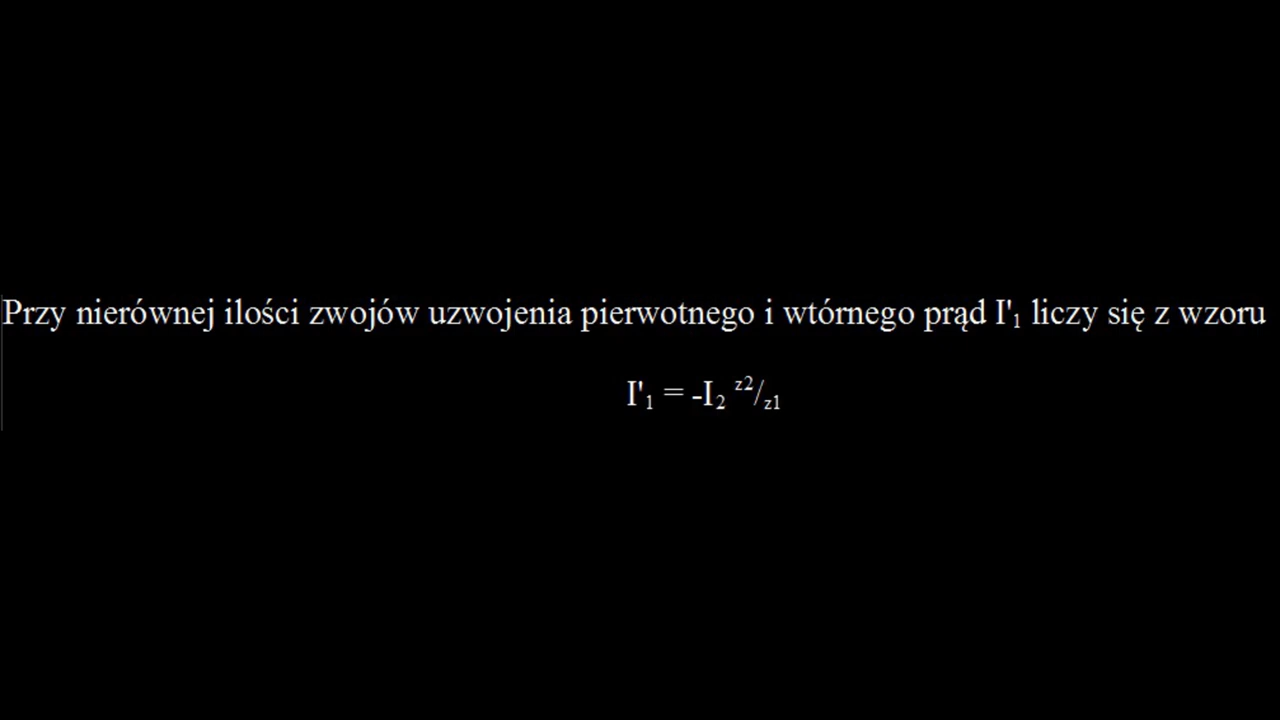 Przy nierównej ilości zwojów uzwojenia pierwotnego i wtórnego prąd I'₁ liczy się z wzoru
I'₁ = -I₂ ᶻ²/z₁